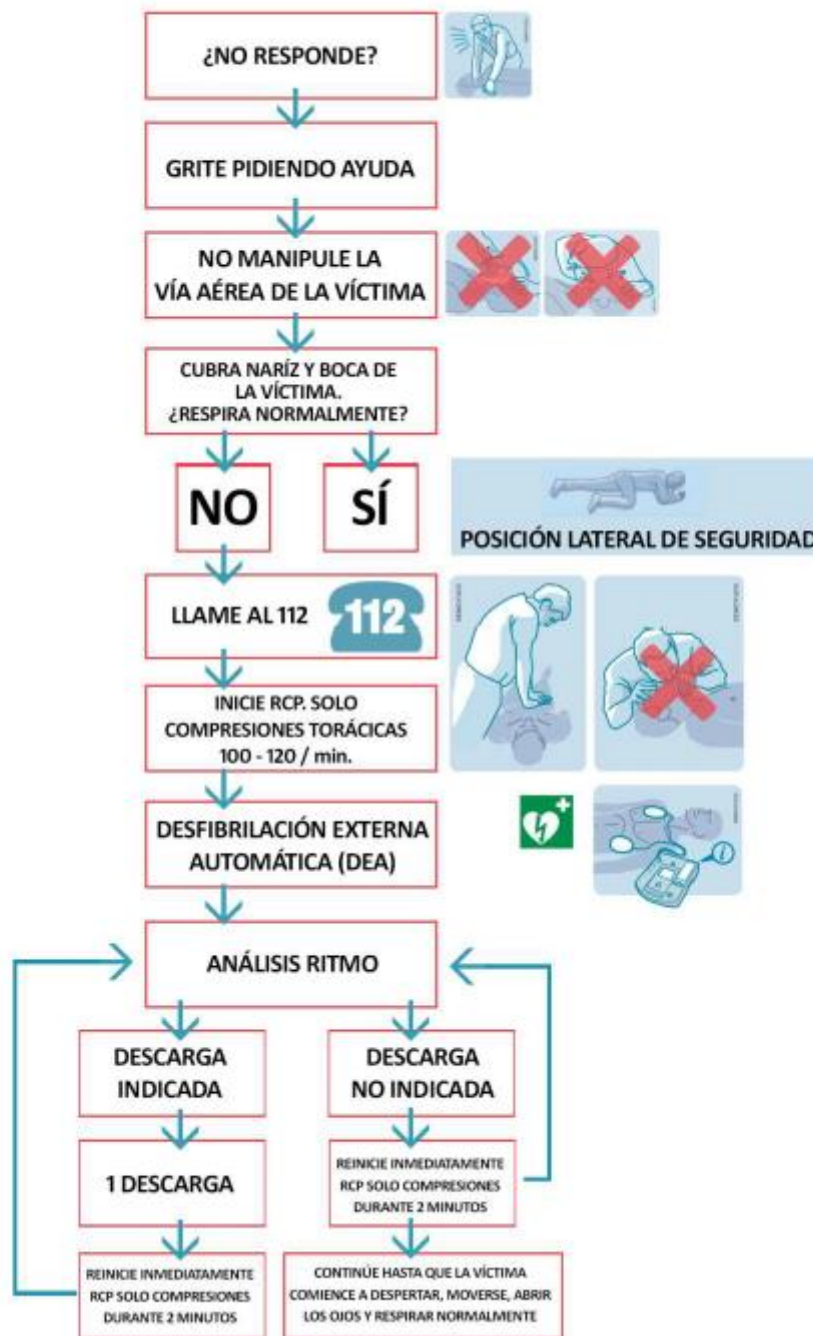 ¿NO RESPONDE?
GRITE PIDIENDO AYUDA
NO MANIPULE LA
VÍA AÉREA DE LA VÍCTIMA
CUBRA NARÍZ Y BOCA DE
LA VÍCTIMA.
¿RESPIRA NORMALMENTE?
NO
SÍ
POSICIÓN LATERAL DE SEGURIDAD
LLAME AL 112
112
INICIE RCP. SOLO
COMPRESIONES TORÁCICAS
100 - 120 / min.
DESFIBRILACIÓN EXTERNA
AUTOMÁTICA (DEA)
ANÁLISIS RITMO
DESCARGA
INDICADA
DESCARGA
NO INDICADA
1 DESCARGA
REINICIE INMEDIATAMENTE
RCP SOLO COMPRESIONES
DURANTE 2 MINUTOS
REINICIE INMEDIATAMENTE
RCP SOLO COMPRESIONES
DURANTE 2 MINUTOS
CONTINÚE HASTA QUE LA VÍCTIMA
COMIENCE A DESPERTAR, MOVERSE, ABRIR
LOS OJOS Y RESPIRAR NORMALMENTE